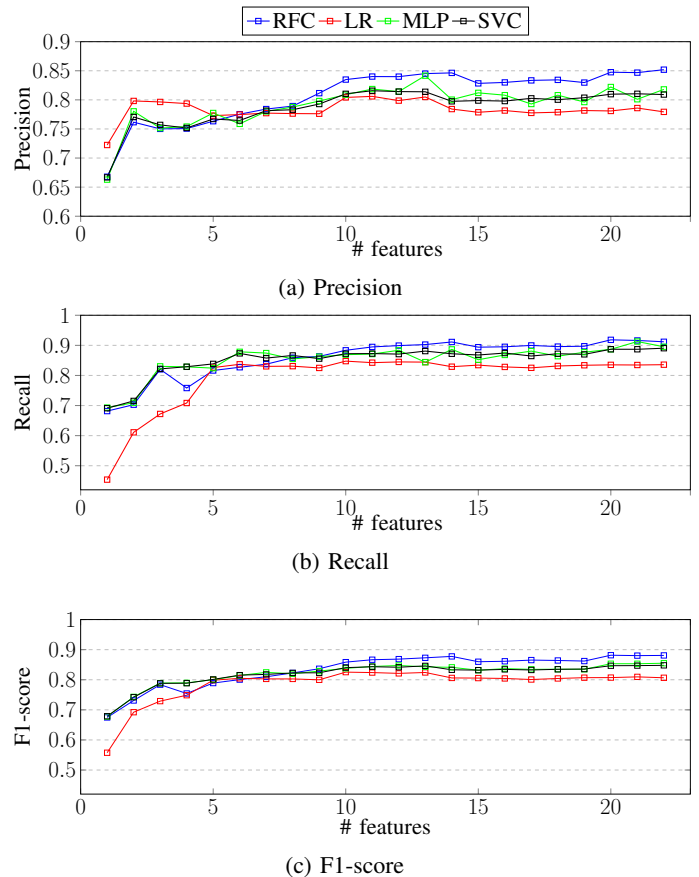 RFC LR MLP SVC
0.9
0.85
0.8
0.75
0.7
0.65
0.6
Precision
0 5 10 15 20
# features
(a) Precision
1
0.9
0.8
0.7
0.6
0.5
Recall
0 5 10 15 20
# features
(b) Recall
1
0.9
0.8
0.7
0.6
0.5
F1-score
0 5 10 15 20
# features
(c) F1-score